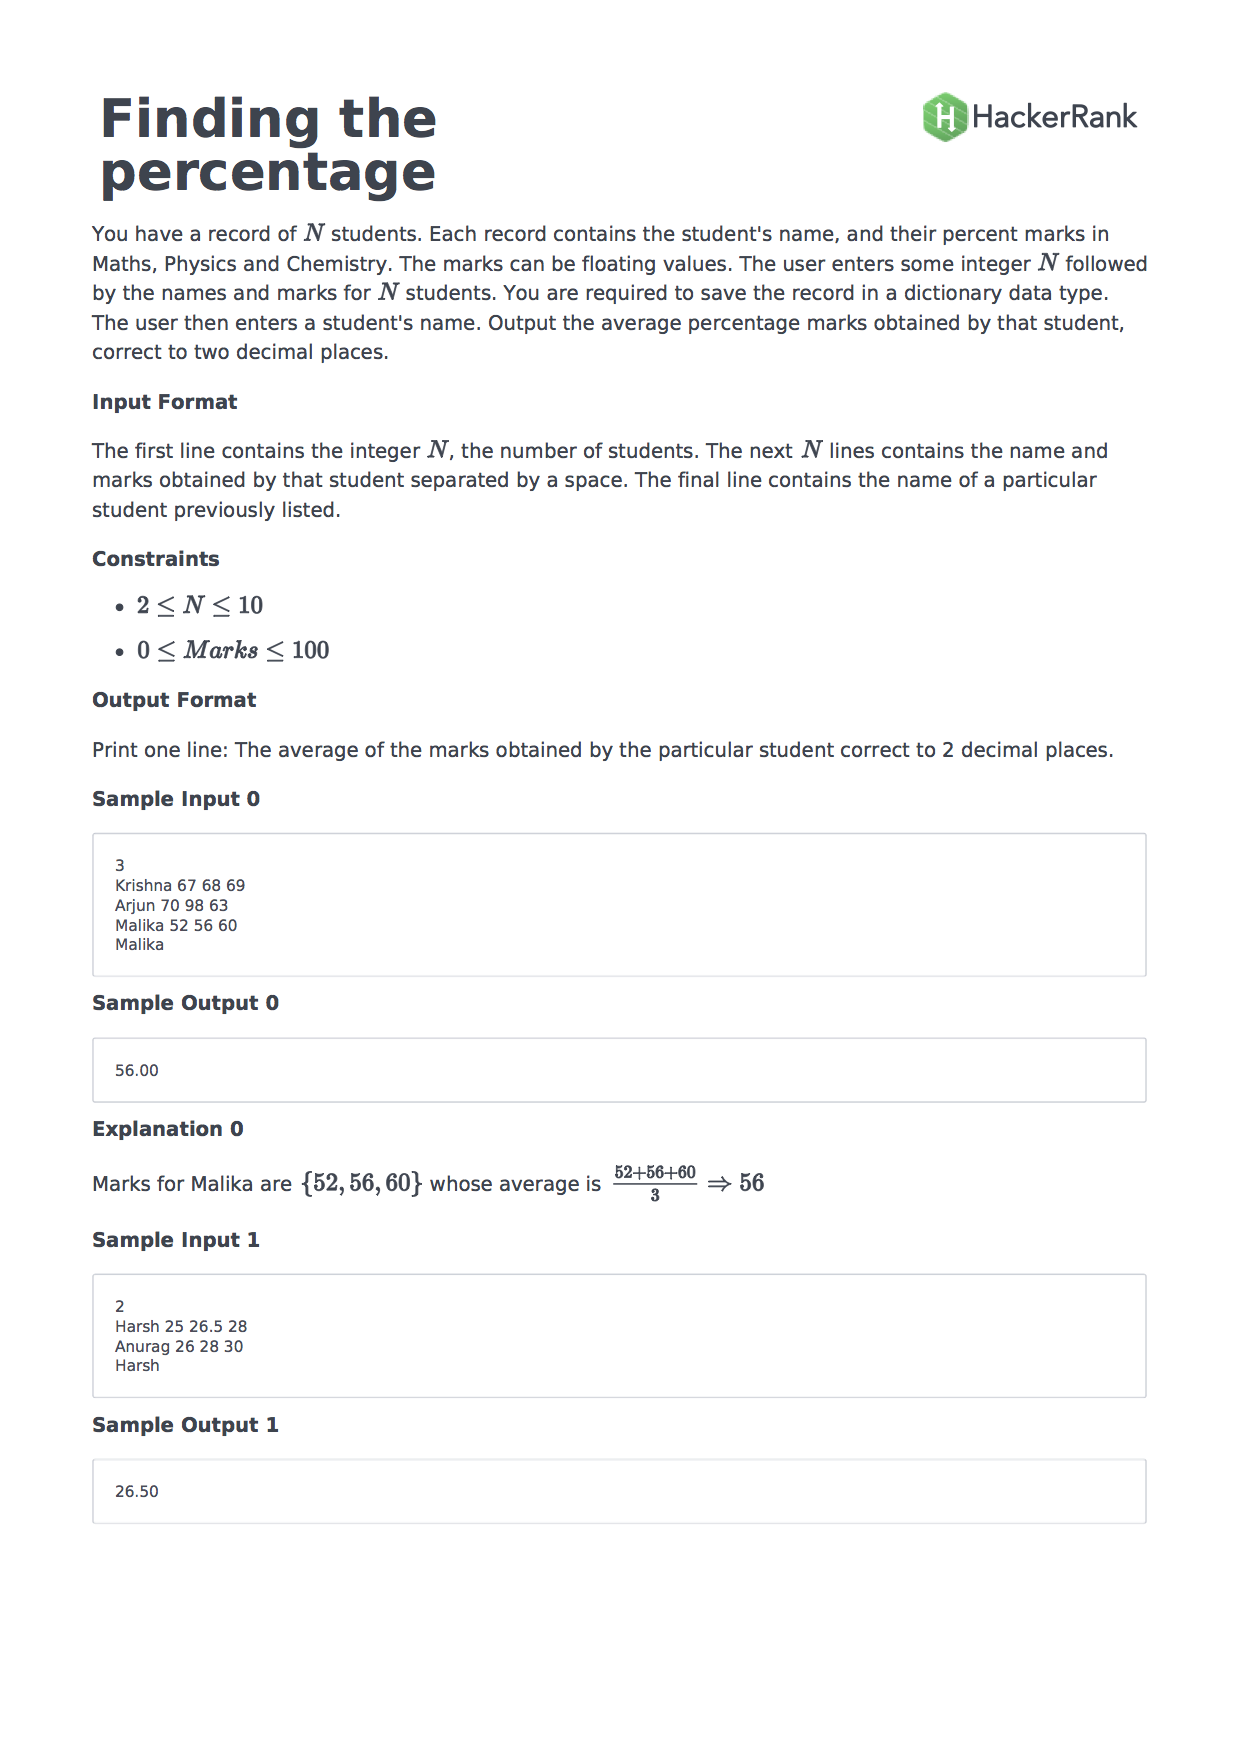 Finding the
percentage
HackerRank
You have a record of N students. Each record contains the student's name, and their percent marks in
Maths, Physics and Chemistry. The marks can be floating values. The user enters some integer N followed
by the names and marks for N students. You are required to save the record in a dictionary data type.
The user then enters a student's name. Output the average percentage marks obtained by that student,
correct to two decimal places.
Input Format
The first line contains the integer N, the number of students. The next N lines contains the name and
marks obtained by that student separated by a space. The final line contains the name of a particular
student previously listed.
Constraints
• 2 ≤ N ≤ 10
• 0 ≤ Marks ≤ 100
Output Format
Print one line: The average of the marks obtained by the particular student correct to 2 decimal places.
Sample Input 0
3
Krishna 67 68 69
Arjun 70 98 63
Malika 52 56 60
Malika
Sample Output 0
56.00
Explanation 0
Marks for Malika are {52, 56, 60} whose average is (52+56+60)/3 ⇒ 56
Sample Input 1
2
Harsh 25 26.5 28
Anurag 26 28 30
Harsh
Sample Output 1
26.50